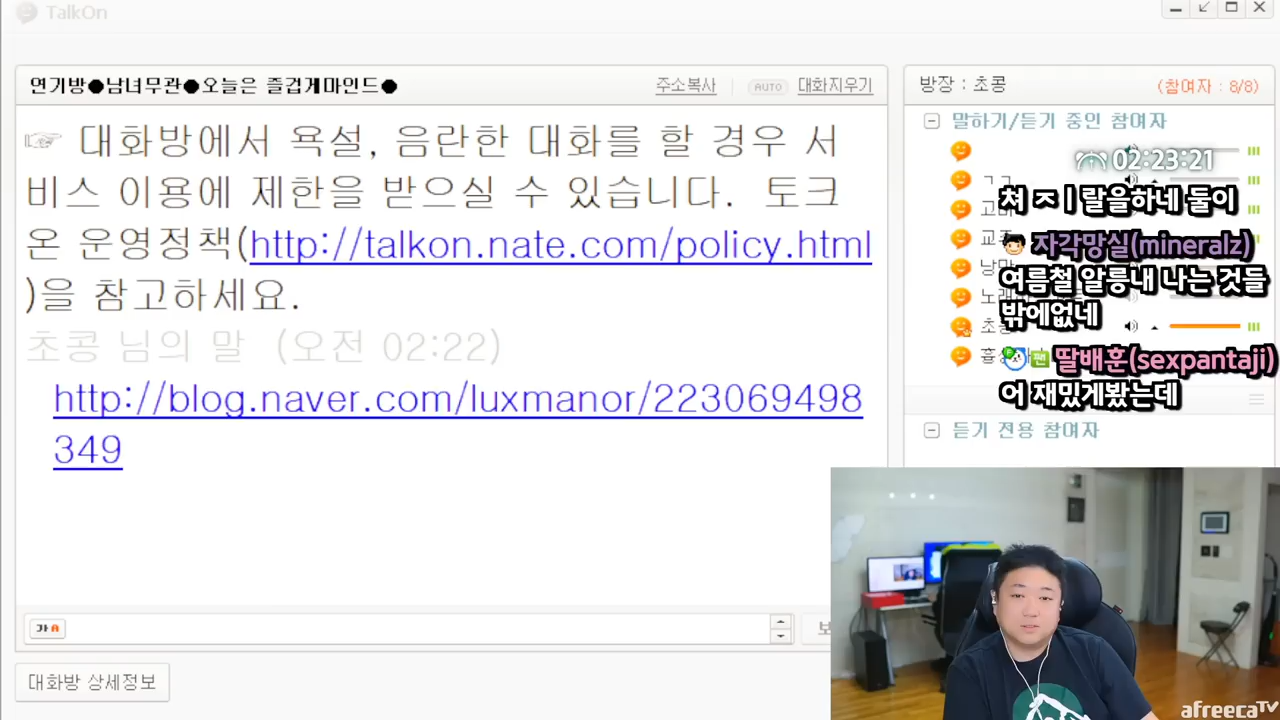 TalkOn
연기방●남녀무관●오늘은 즐겁게마인드●
주소복사
AUTO
대화지우기
☞ 대화방에서 욕설, 음란한 대화를 할 경우 서
비스 이용에 제한을 받으실 수 있습니다. 토크
온 운영정책(http://talkon.nate.com/policy.html
)을 참고하세요.
초콩 님의 말 (오전 02:22)
http://blog.naver.com/luxmanor/223069498
349
가
대화방 상세정보
방장 : 초콩
(참여자 : 8/8)
말하기/듣기 중인 참여자
02:23:21
ㄱㄱ
쳐 ㅈㅣ랄을하네 둘이
자각망실(mineralz)
여름철 알릉내 나는 것들
밖에없네
딸배훈(sexpantaji)
어 재밌게봤는데
듣기 전용 참여자
afreecaTV